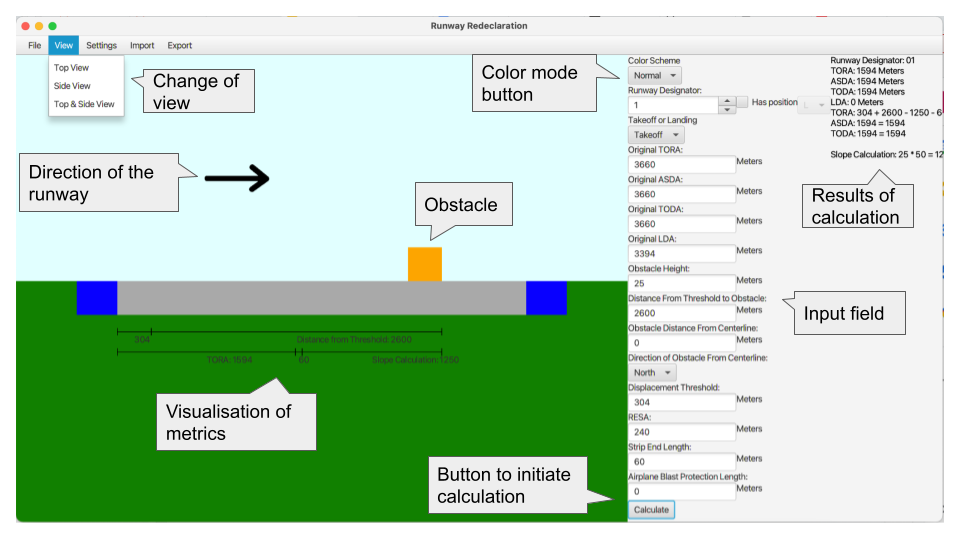 Runway Redeclaration
File View Settings Import Export
Top View
Side View
Top & Side View
Change of
view
Direction of the
runway
Obstacle
304
Distance from Threshold: 2600
TORA: 1594
60
Slope Calculation: 1250
Visualisation of
metrics
Color mode
button
Button to initiate
calculation
Color Scheme
Normal
Runway Designator:
1
Has position
L
Takeoff or Landing
Takeoff
Original TORA:
3660 Meters
Original ASDA:
3660 Meters
Original TODA:
3660 Meters
Original LDA:
3394 Meters
Obstacle Height:
25 Meters
Distance From Threshold to Obstacle:
2600 Meters
Obstacle Distance From Centerline:
0 Meters
Direction of Obstacle From Centerline:
North
Displacement Threshold:
304 Meters
RESA:
240 Meters
Strip End Length:
60 Meters
Airplane Blast Protection Length:
0 Meters
Calculate
Runway Designator: 01
TORA: 1594 Meters
ASDA: 1594 Meters
TODA: 1594 Meters
LDA: 0 Meters
TORA: 304 + 2600 - 1250 - 6
ASDA: 1594 = 1594
TODA: 1594 = 1594
Slope Calculation: 25 * 50 = 12
Results of
calculation
Input field